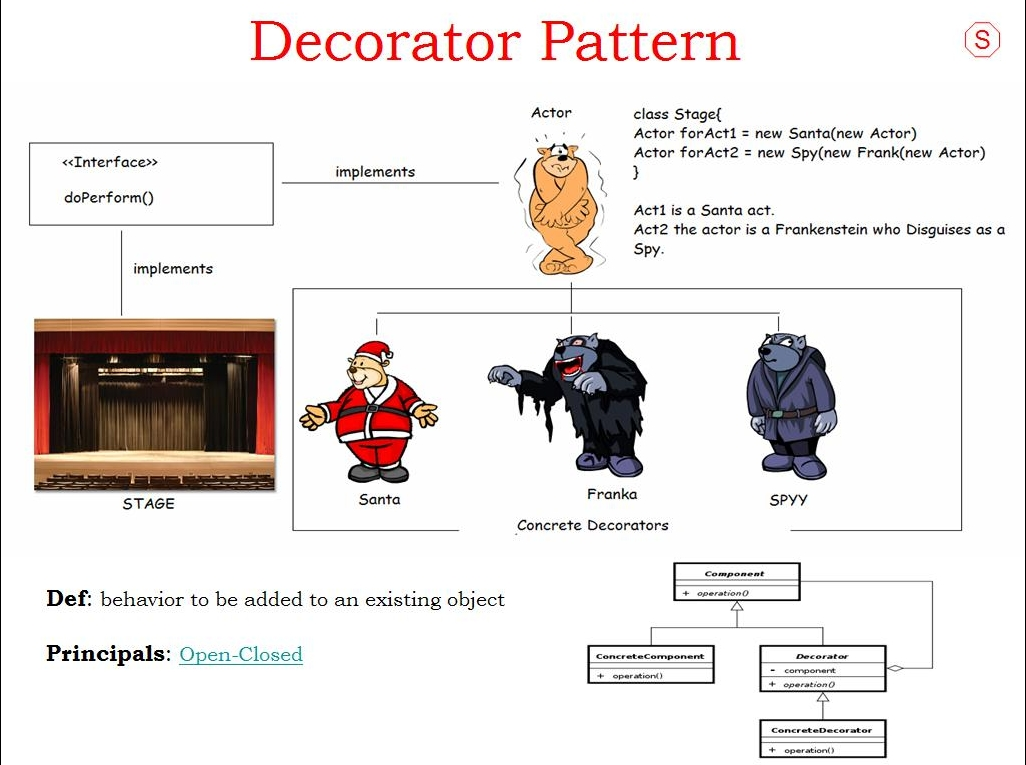 Decorator Pattern
S
Actor
class Stage{
Actor forAct1 = new Santa(new Actor)
Actor forAct2 = new Spy(new Frank(new Actor)
}
Act1 is a Santa act.
Act2 the actor is a Frankenstein who Disguises as a
Spy.
<<Interface>>
doPerform()
implements
implements
STAGE
Santa
Franka
SPYY
Concrete Decorators
Def: behavior to be added to an existing object
Principals: Open-Closed
Component
+ operation()
ConcreteComponent
+ operation()
Decorator
- component
+ operation()
ConcreteDecorator
+ operation()